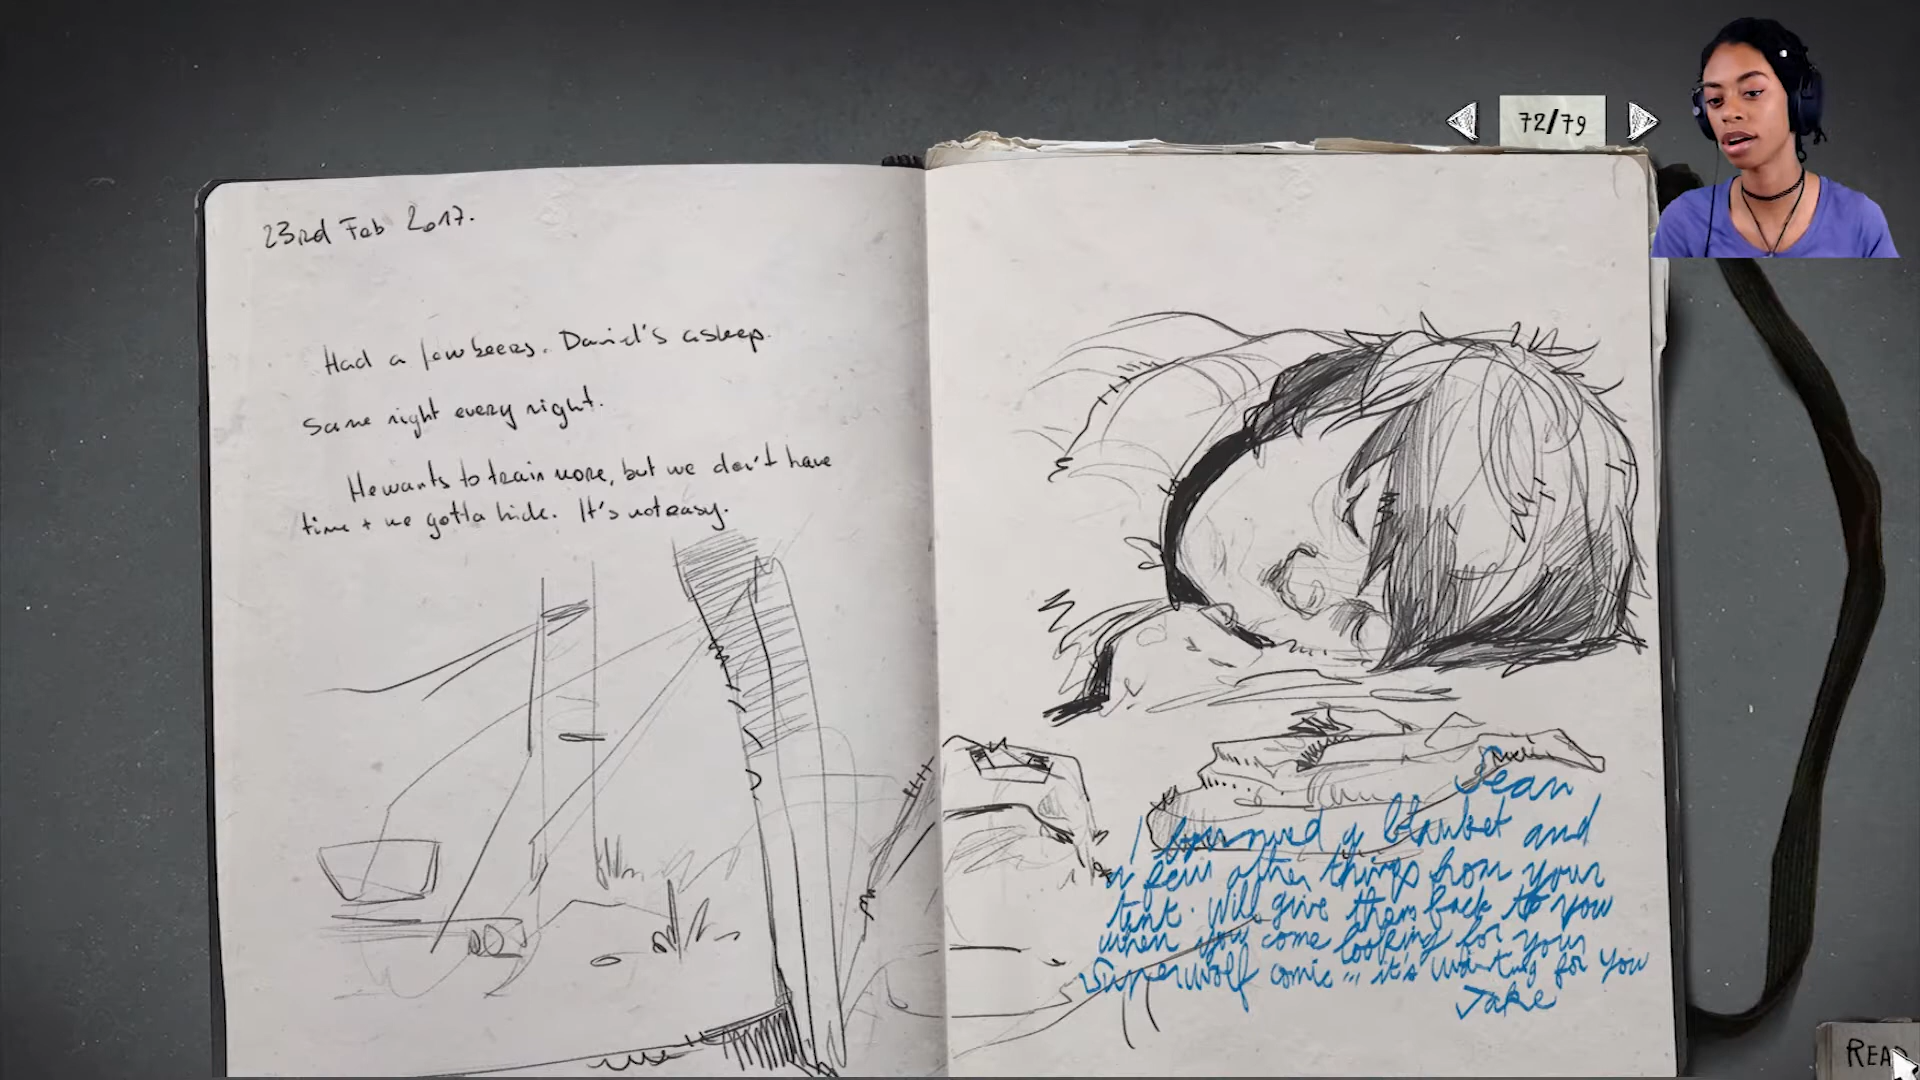 72/79
23rd Feb 2017.
Had a few beers. Daniel's asleep.
Same night every night.
He wants to train more, but we don't have
time + we gotta hide. It's not easy.
Sean
I borrowed a blanket and
a few other things from your
tent. Will give them back to you
when you come looking for your
Superwolf comic... it's waiting for you
Jake
REA